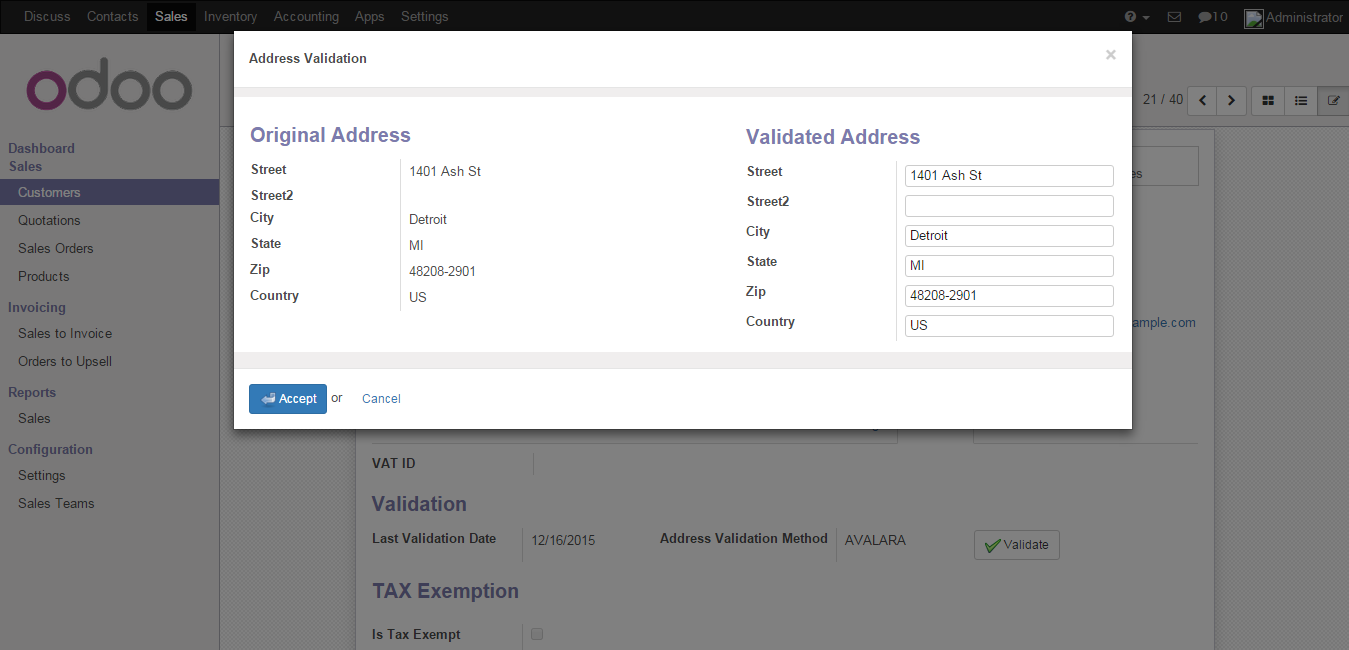 Discuss Contacts Sales Inventory Accounting Apps Settings 10 Administrator
odoo
Dashboard
Sales
Customers
Quotations
Sales Orders
Products
Invoicing
Sales to Invoice
Orders to Upsell
Reports
Sales
Configuration
Settings
Sales Teams
21 / 40
Address Validation ×
Original Address
Street 1401 Ash St
Street2
City Detroit
State MI
Zip 48208-2901
Country US
Validated Address
Street 1401 Ash St
Street2
City Detroit
State MI
Zip 48208-2901
Country US
Accept or Cancel
es
ample.com
VAT ID
Validation
Last Validation Date 12/16/2015 Address Validation Method AVALARA Validate
TAX Exemption
Is Tax Exempt